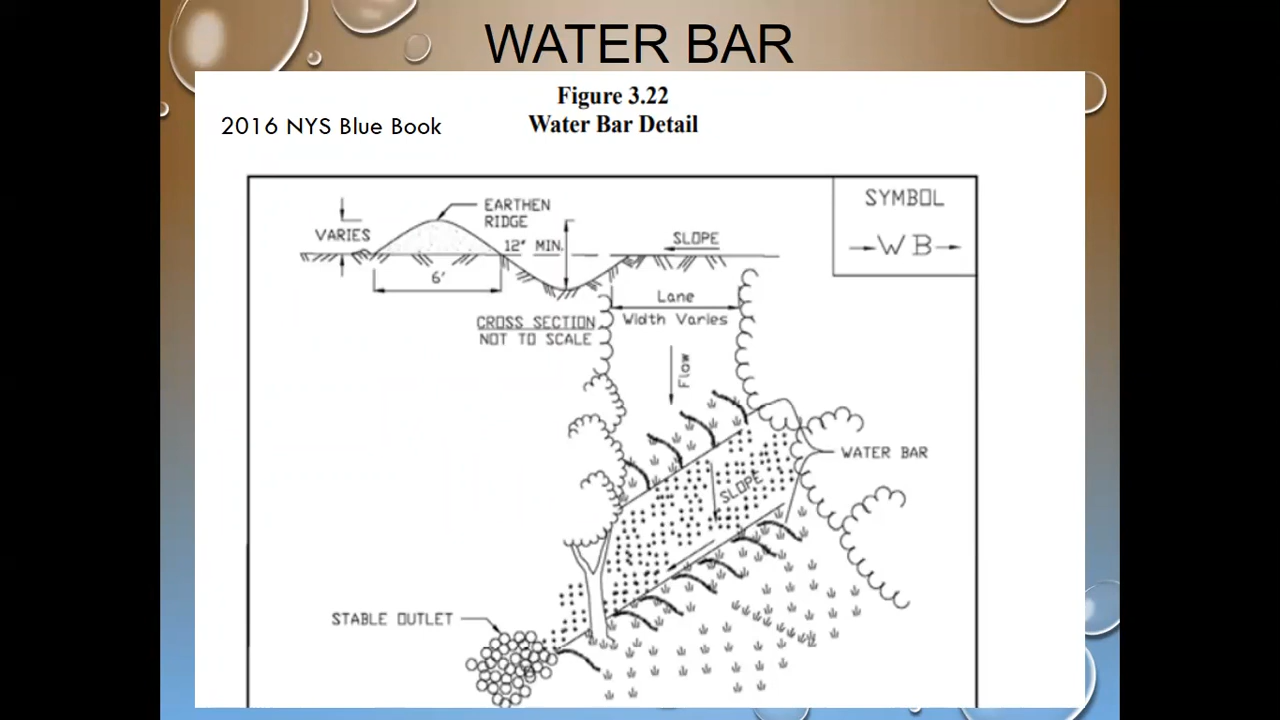 WATER BAR
Figure 3.22
2016 NYS Blue Book
Water Bar Detail
SYMBOL
WB
EARTHEN
RIDGE
VARIES
12" MIN.
SLOPE
6'
Lane
Width Varies
CROSS SECTION
NOT TO SCALE
Flow
WATER BAR
SLOPE
STABLE OUTLET